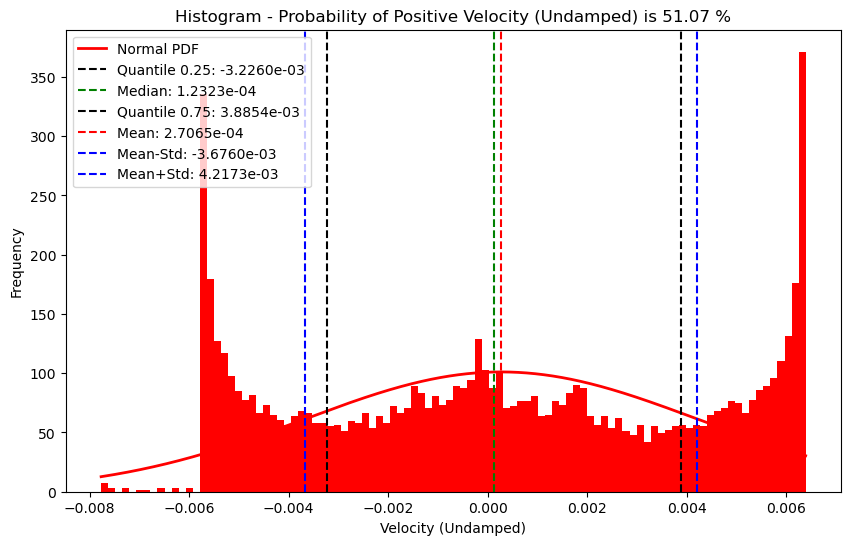 Histogram - Probability of Positive Velocity (Undamped) is 51.07 %
Normal PDF
Quantile 0.25: -3.2260e-03
Median: 1.2323e-04
Quantile 0.75: 3.8854e-03
Mean: 2.7065e-04
Mean-Std: -3.6760e-03
Mean+Std: 4.2173e-03
Frequency
350
300
250
200
150
100
50
0
−0.008 −0.006 −0.004 −0.002 0.000 0.002 0.004 0.006
Velocity (Undamped)